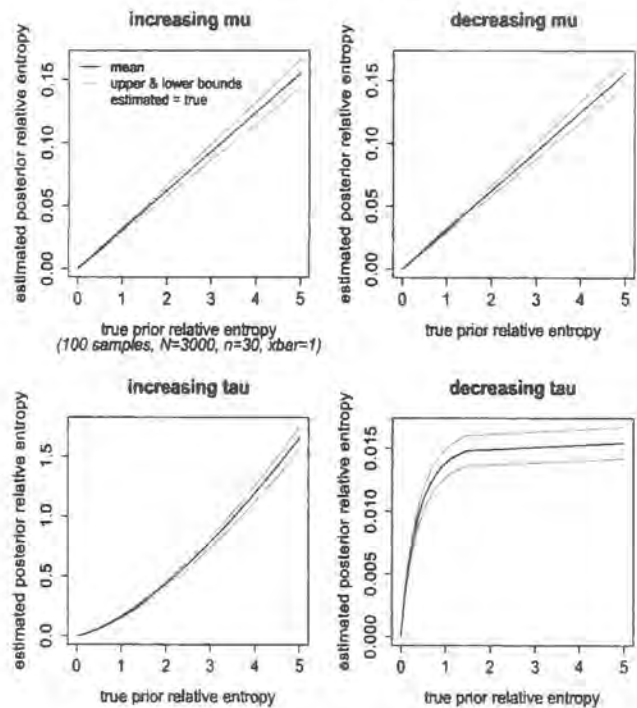 increasing mu
estimated posterior relative entropy
0.00 0.05 0.10 0.15
mean
upper & lower bounds
estimated = true
0 1 2 3 4 5
true prior relative entropy
(100 samples, N=3000, n=30, xbar=1)
decreasing mu
estimated posterior relative entropy
0.00 0.05 0.10 0.15
0 1 2 3 4 5
true prior relative entropy
increasing tau
estimated posterior relative entropy
0.0 0.5 1.0 1.5
0 1 2 3 4 5
true prior relative entropy
decreasing tau
estimated posterior relative entropy
0.000 0.005 0.010 0.015
0 1 2 3 4 5
true prior relative entropy